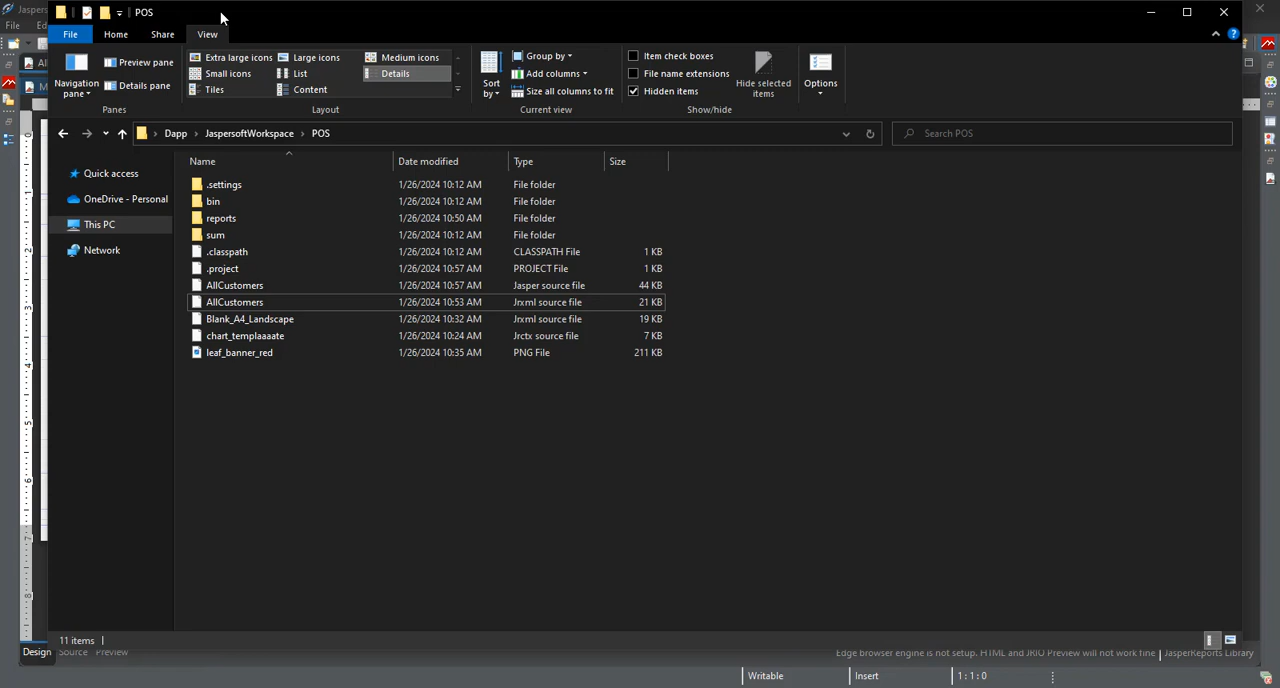 Jaspers
POS
File
File Home Share View
Navigation pane
Preview pane
Details pane
Panes
Extra large icons Large icons Medium icons
Small icons List Details
Tiles Content
Layout
Sort by
Group by
Add columns
Size all columns to fit
Current view
Item check boxes
File name extensions
Hidden items
Hide selected items
Show/hide
Options
Dapp > JaspersoftWorkspace > POS
Search POS
Quick access
OneDrive - Personal
This PC
Network
Name Date modified Type Size
.settings 1/26/2024 10:12 AM File folder
bin 1/26/2024 10:12 AM File folder
reports 1/26/2024 10:50 AM File folder
sum 1/26/2024 10:12 AM File folder
.classpath 1/26/2024 10:12 AM CLASSPATH File 1 KB
.project 1/26/2024 10:57 AM PROJECT File 1 KB
AllCustomers 1/26/2024 10:57 AM Jasper source file 44 KB
AllCustomers 1/26/2024 10:53 AM Jrxml source file 21 KB
Blank_A4_Landscape 1/26/2024 10:32 AM Jrxml source file 19 KB
chart_templaaaate 1/26/2024 10:24 AM Jrctx source file 7 KB
leaf_banner_red 1/26/2024 10:35 AM PNG File 211 KB
11 items
Design Source Preview
Edge browser engine is not setup. HTML and JRIO Preview will not work fine JasperReports Library
Writable Insert 1 : 1 : 0